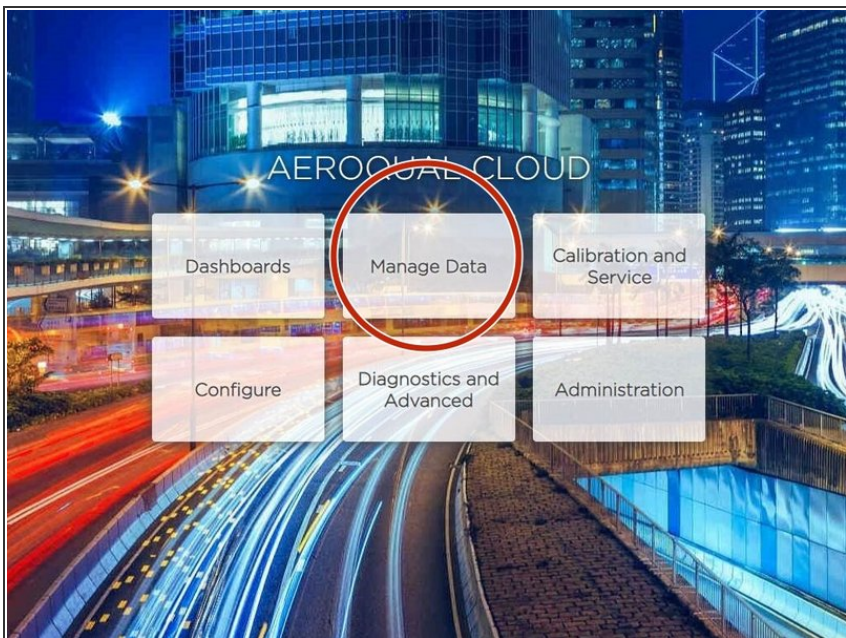 AEROQUAL CLOUD
Dashboards
Manage Data
Calibration and
Service
Configure
Diagnostics and
Advanced
Administration